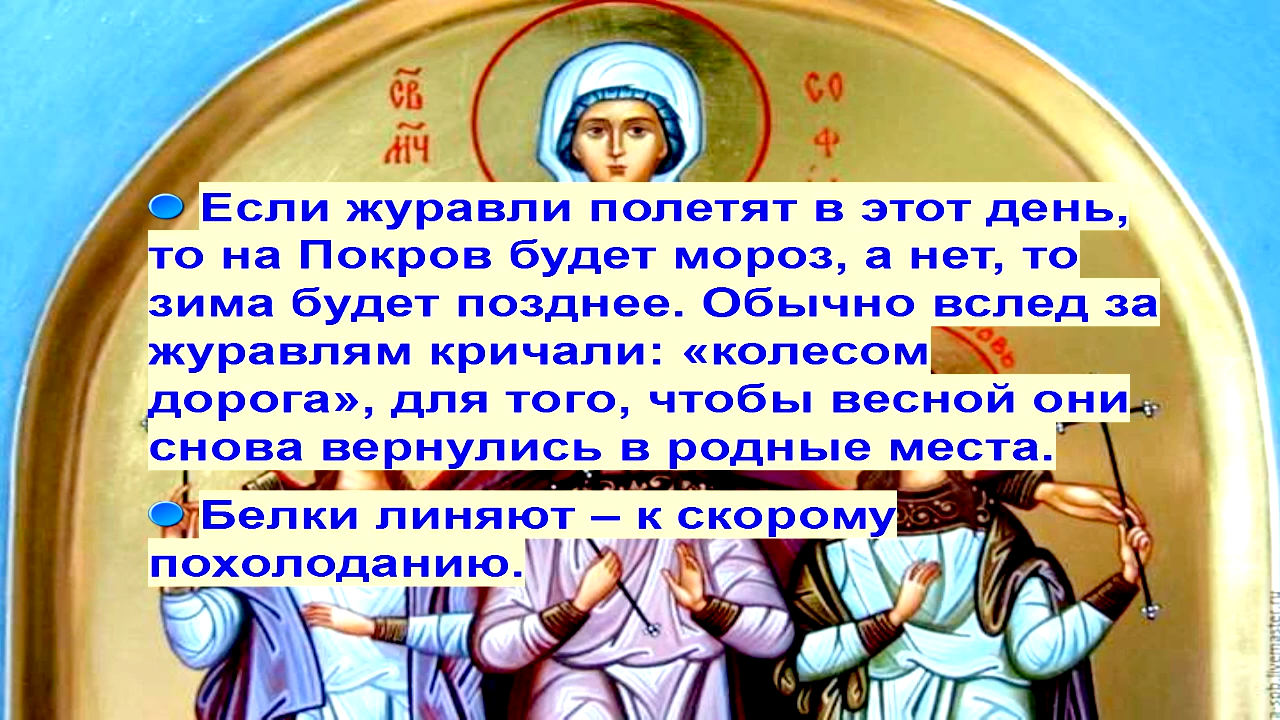 св
мч
СО
Ф
Если журавли полетят в этот день,
то на Покров будет мороз, а нет, то
зима будет позднее. Обычно вслед за
журавлям кричали: «колесом
дорога», для того, чтобы весной они
снова вернулись в родные места.
Белки линяют – к скорому
похолоданию.